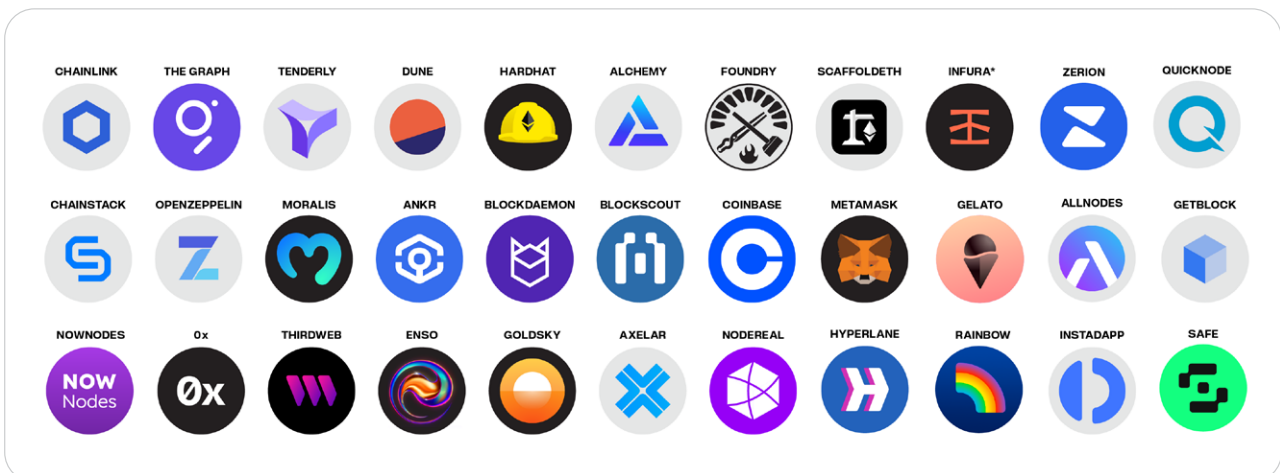 CHAINLINK THE GRAPH TENDERLY DUNE HARDHAT ALCHEMY FOUNDRY SCAFFOLDETH INFURA* ZERION QUICKNODE
CHAINSTACK OPENZEPPELIN MORALIS ANKR BLOCKDAEMON BLOCKSCOUT COINBASE METAMASK GELATO ALLNODES GETBLOCK
NOWNODES 0x THIRDWEB ENSO GOLDSKY AXELAR NODEREAL HYPERLANE RAINBOW INSTADAPP SAFE
NOW
Nodes
0x